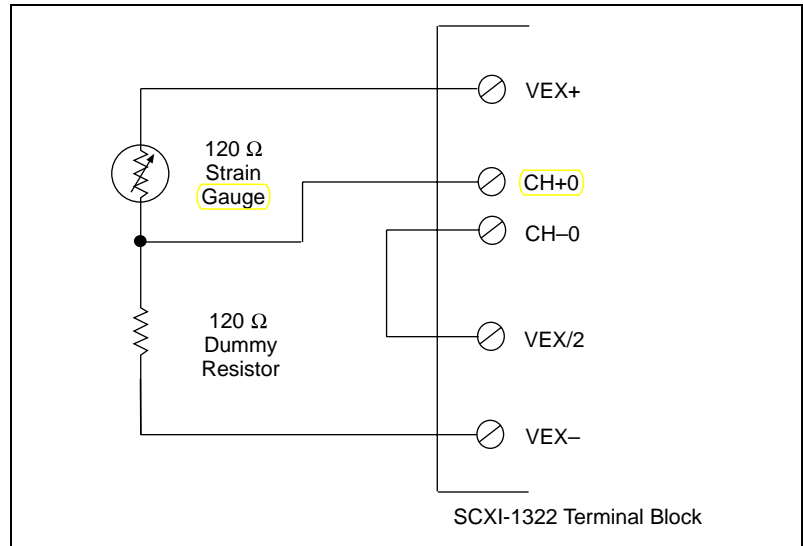 VEX+
120 Ω
Strain
Gauge
CH+0
CH–0
120 Ω
Dummy
Resistor
VEX/2
VEX–
SCXI-1322 Terminal Block